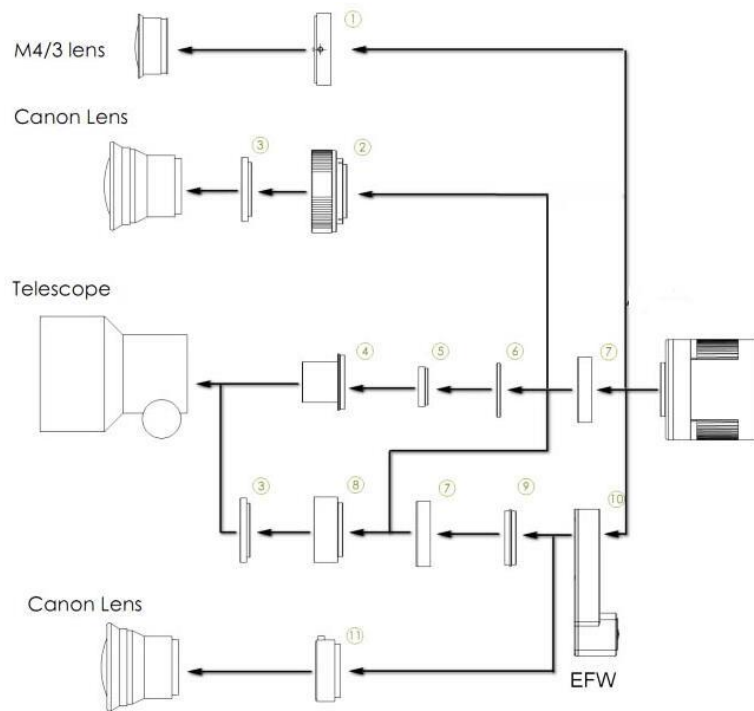 ①
M4/3 lens
Canon Lens
③ ②
Telescope
④ ⑤ ⑥ ⑦
③ ⑧ ⑦ ⑨ ⑩
Canon Lens
⑪
EFW